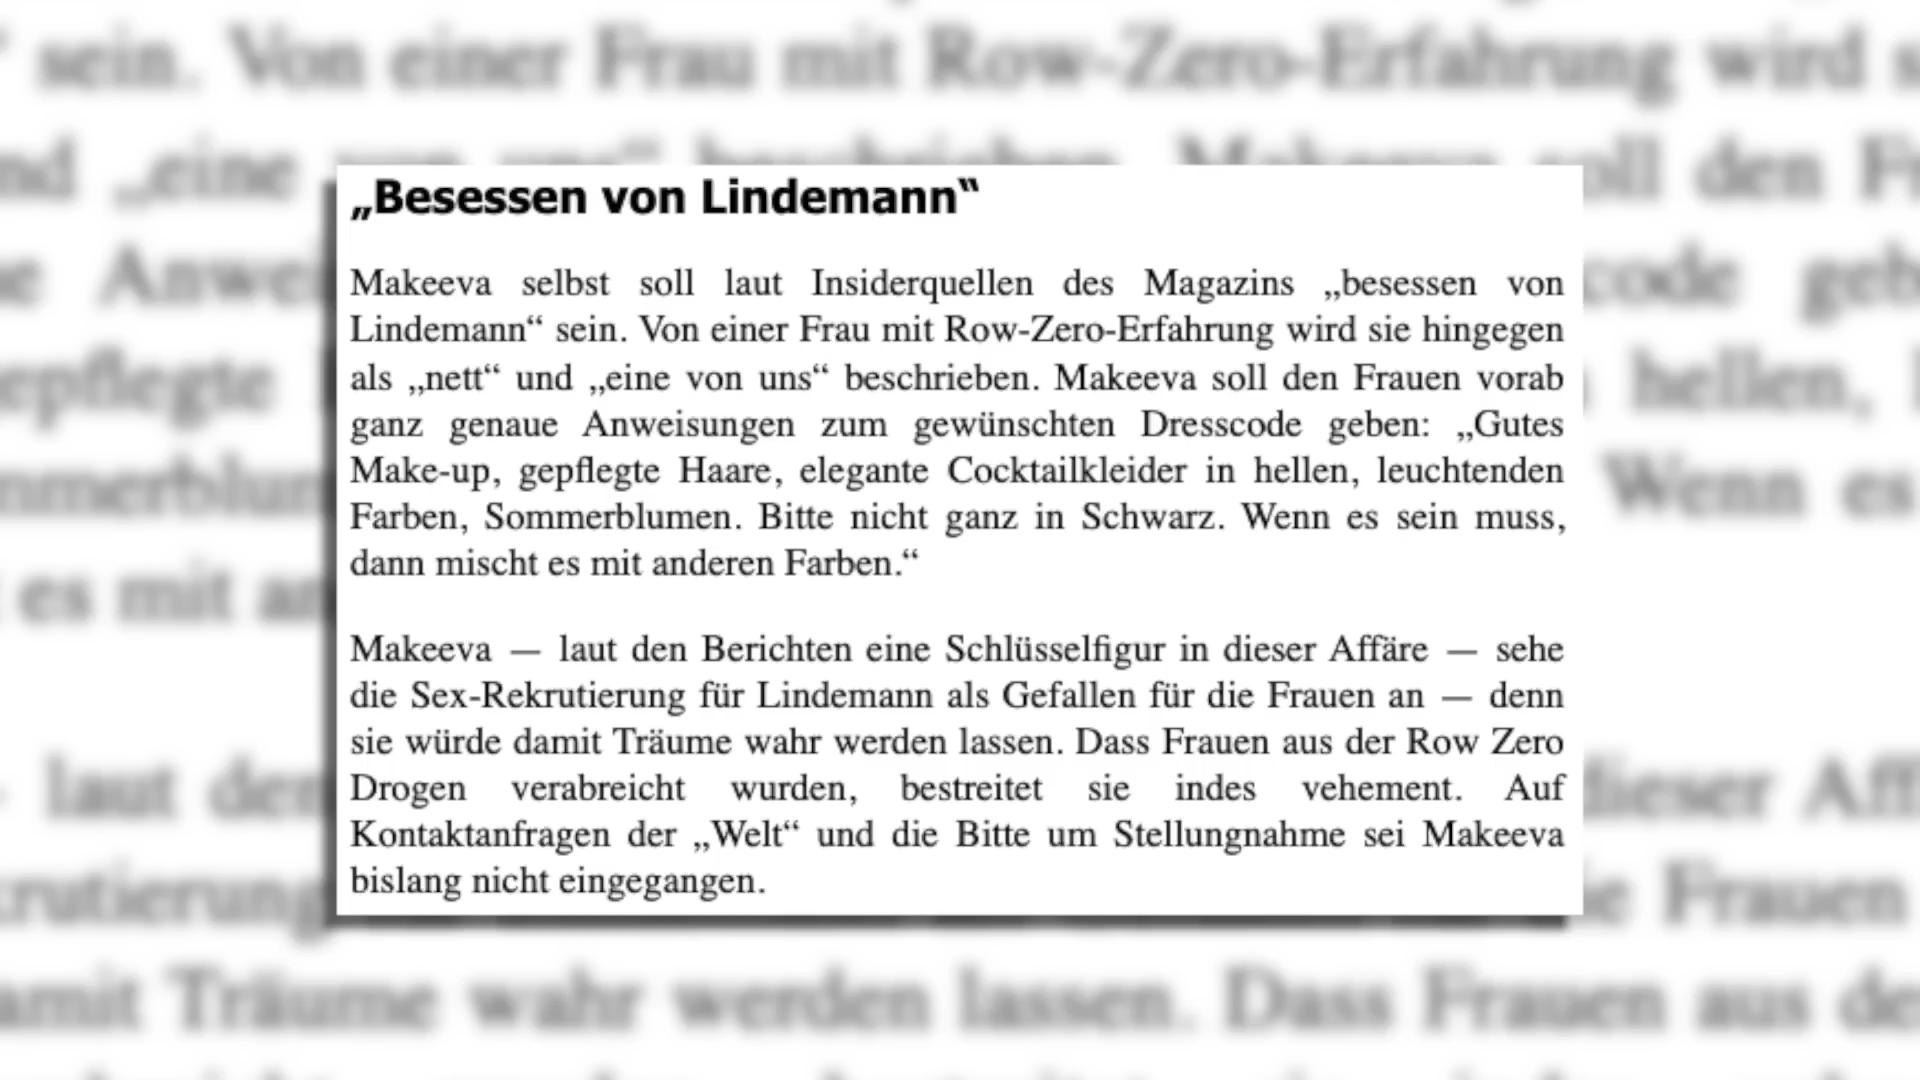 „Besessen von Lindemann‟
Makeeva selbst soll laut Insiderquellen des Magazins „besessen von
Lindemann“ sein. Von einer Frau mit Row-Zero-Erfahrung wird sie hingegen
als „nett“ und „eine von uns“ beschrieben. Makeeva soll den Frauen vorab
ganz genaue Anweisungen zum gewünschten Dresscode geben: „Gutes
Make-up, gepflegte Haare, elegante Cocktailkleider in hellen, leuchtenden
Farben, Sommerblumen. Bitte nicht ganz in Schwarz. Wenn es sein muss,
dann mischt es mit anderen Farben.“
Makeeva — laut den Berichten eine Schlüsselfigur in dieser Affäre — sehe
die Sex-Rekrutierung für Lindemann als Gefallen für die Frauen an — denn
sie würde damit Träume wahr werden lassen. Dass Frauen aus der Row Zero
Drogen verabreicht wurden, bestreitet sie indes vehement. Auf
Kontaktanfragen der „Welt“ und die Bitte um Stellungnahme sei Makeeva
bislang nicht eingegangen.